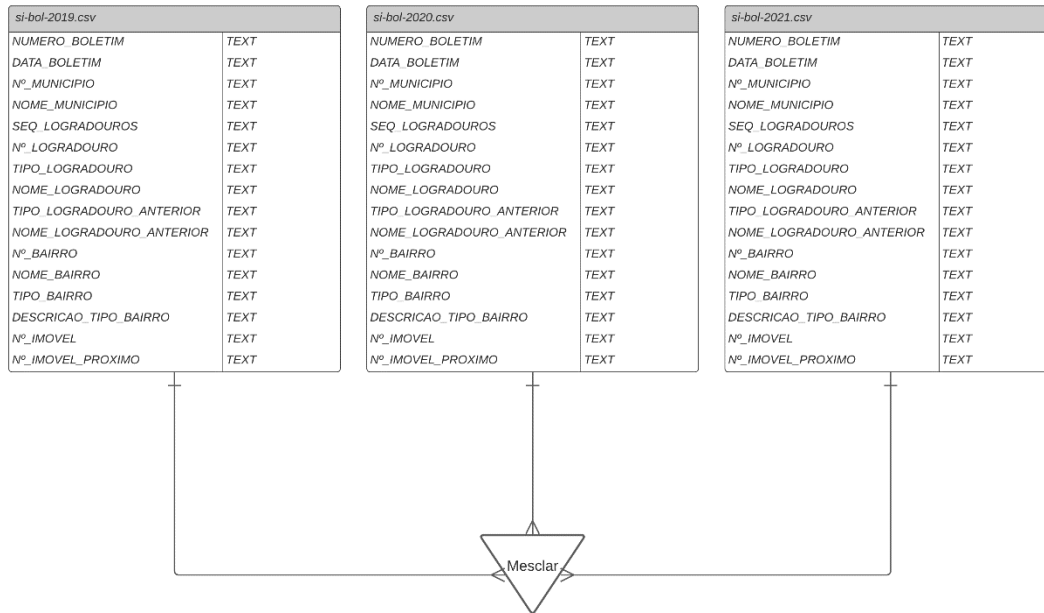 si-bol-2019.csv
NUMERO_BOLETIM TEXT
DATA_BOLETIM TEXT
Nº_MUNICIPIO TEXT
NOME_MUNICIPIO TEXT
SEQ_LOGRADOUROS TEXT
Nº_LOGRADOURO TEXT
TIPO_LOGRADOURO TEXT
NOME_LOGRADOURO TEXT
TIPO_LOGRADOURO_ANTERIOR TEXT
NOME_LOGRADOURO_ANTERIOR TEXT
Nº_BAIRRO TEXT
NOME_BAIRRO TEXT
TIPO_BAIRRO TEXT
DESCRICAO_TIPO_BAIRRO TEXT
Nº_IMOVEL TEXT
Nº_IMOVEL_PROXIMO TEXT
si-bol-2020.csv
NUMERO_BOLETIM TEXT
DATA_BOLETIM TEXT
Nº_MUNICIPIO TEXT
NOME_MUNICIPIO TEXT
SEQ_LOGRADOUROS TEXT
Nº_LOGRADOURO TEXT
TIPO_LOGRADOURO TEXT
NOME_LOGRADOURO TEXT
TIPO_LOGRADOURO_ANTERIOR TEXT
NOME_LOGRADOURO_ANTERIOR TEXT
Nº_BAIRRO TEXT
NOME_BAIRRO TEXT
TIPO_BAIRRO TEXT
DESCRICAO_TIPO_BAIRRO TEXT
Nº_IMOVEL TEXT
Nº_IMOVEL_PROXIMO TEXT
si-bol-2021.csv
NUMERO_BOLETIM TEXT
DATA_BOLETIM TEXT
Nº_MUNICIPIO TEXT
NOME_MUNICIPIO TEXT
SEQ_LOGRADOUROS TEXT
Nº_LOGRADOURO TEXT
TIPO_LOGRADOURO TEXT
NOME_LOGRADOURO TEXT
TIPO_LOGRADOURO_ANTERIOR TEXT
NOME_LOGRADOURO_ANTERIOR TEXT
Nº_BAIRRO TEXT
NOME_BAIRRO TEXT
TIPO_BAIRRO TEXT
DESCRICAO_TIPO_BAIRRO TEXT
Nº_IMOVEL TEXT
Nº_IMOVEL_PROXIMO TEXT
Mesclar